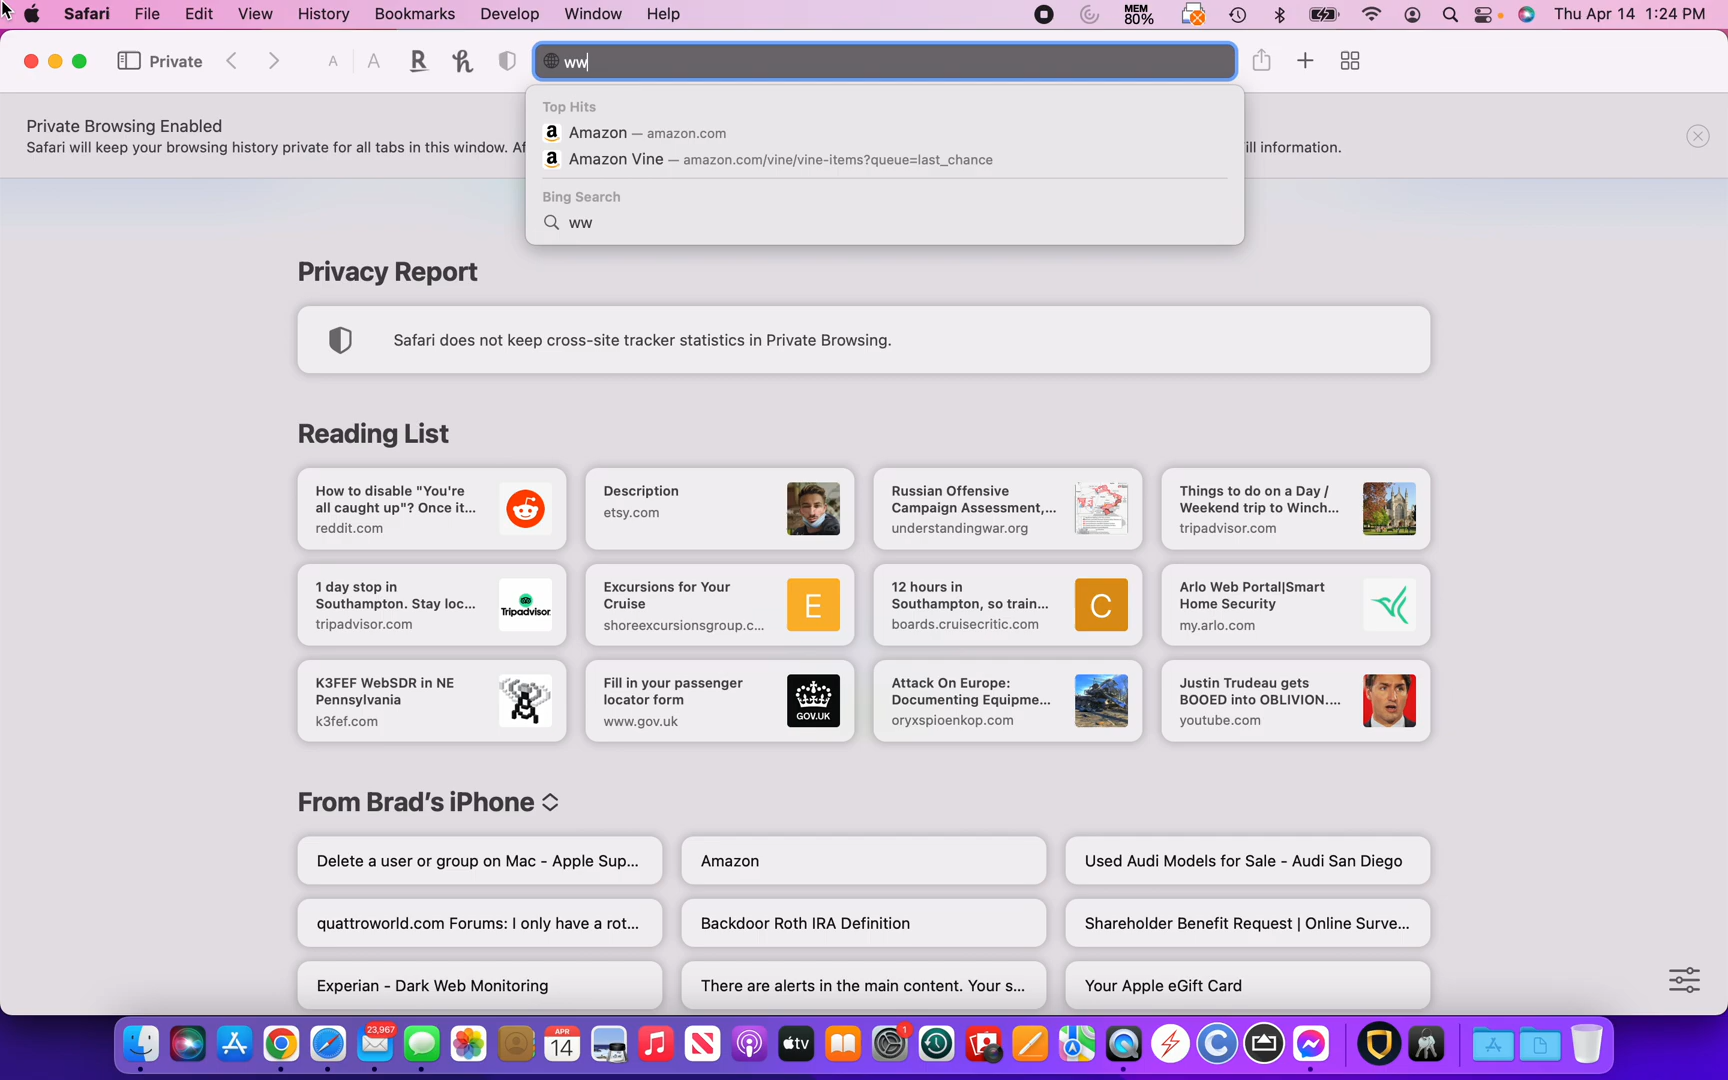 Safari File Edit View History Bookmarks Develop Window Help MEM 80% Thu Apr 14 1:24 PM
Private A A R h ww
Top Hits
a Amazon — amazon.com
a Amazon Vine — amazon.com/vine/vine-items?queue=last_chance
Bing Search
ww
Private Browsing Enabled
Safari will keep your browsing history private for all tabs in this window. Af ill information.
Privacy Report
Safari does not keep cross-site tracker statistics in Private Browsing.
Reading List
How to disable "You're
all caught up"? Once it...
reddit.com
Description
etsy.com
Russian Offensive
Campaign Assessment,...
understandingwar.org
Things to do on a Day /
Weekend trip to Winch...
tripadvisor.com
1 day stop in
Southampton. Stay loc...
tripadvisor.com
Tripadvisor
Excursions for Your
Cruise
shoreexcursionsgroup.c...
E
12 hours in
Southampton, so train...
boards.cruisecritic.com
C
Arlo Web Portal|Smart
Home Security
my.arlo.com
K3FEF WebSDR in NE
Pennsylvania
k3fef.com
Fill in your passenger
locator form
www.gov.uk
GOV.UK
Attack On Europe:
Documenting Equipme...
oryxspioenkop.com
Justin Trudeau gets
BOOED into OBLIVION....
youtube.com
From Brad's iPhone
Delete a user or group on Mac - Apple Sup...
Amazon
Used Audi Models for Sale - Audi San Diego
quattroworld.com Forums: I only have a rot...
Backdoor Roth IRA Definition
Shareholder Benefit Request | Online Surve...
Experian - Dark Web Monitoring
There are alerts in the main content. Your s...
Your Apple eGift Card
23,967 APR 14 tv 1 C